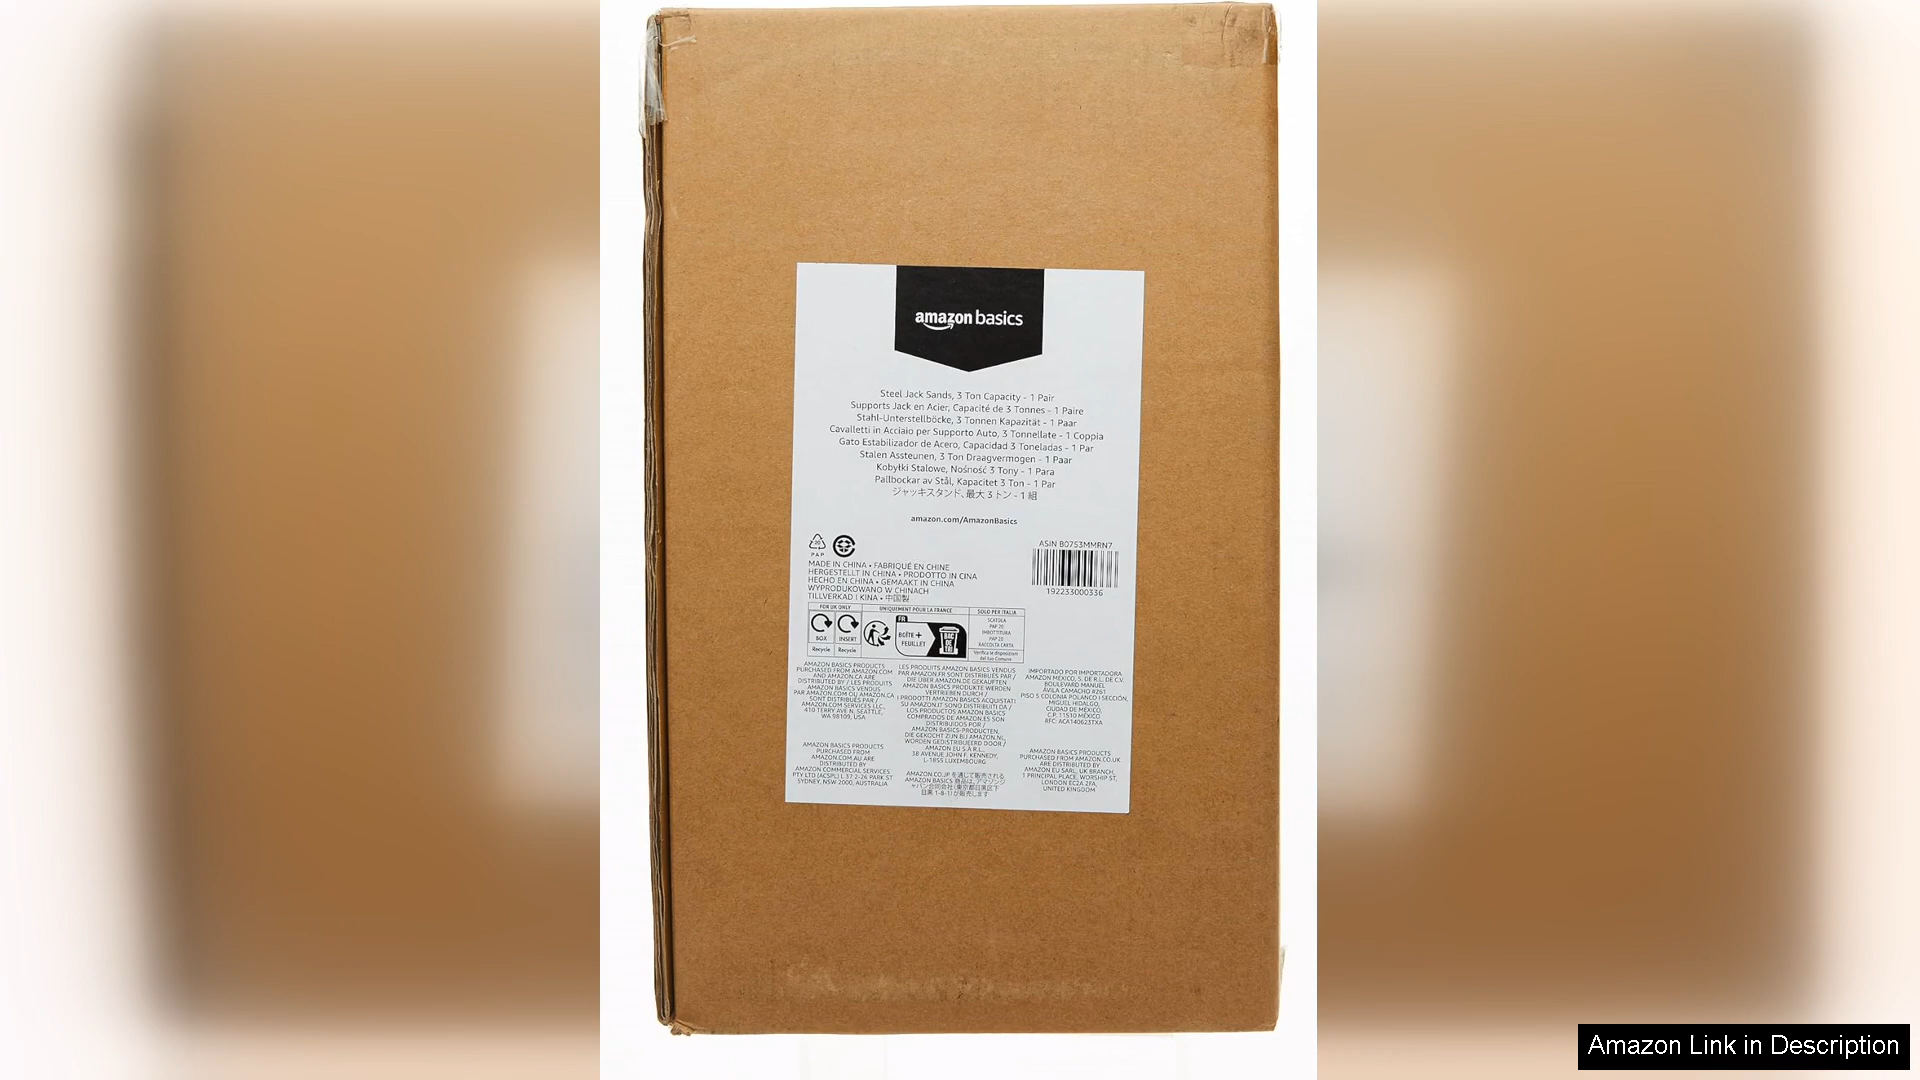 amazon basics
Steel Jack Sands, 3 Ton Capacity - 1 Pair
Supports Jack en Acier, Capacité de 3 Tonnes - 1 Paire
Stahl-Unterstellböcke, 3 Tonnen Kapazität - 1 Paar
Cavalletti in Acciaio per Supporto Auto, 3 Tonnellate - 1 Coppia
Gato Estabilizador de Acero, Capacidad 3 Toneladas - 1 Par
Stalen Assteunen, 3 Ton Draagvermogen - 1 Paar
Kobyłki Stalowe, Nośność 3 Tony - 1 Para
Pallbockar av Stål, Kapacitet 3 Ton - 1 Par
ジャッキスタンド、最大 3 トン - 1 組
amazon.com/AmazonBasics
20
PAP
ASIN B0753MMRN7
192233000336
MADE IN CHINA • FABRIQUÉ EN CHINE
HERGESTELLT IN CHINA • PRODOTTO IN CINA
HECHO EN CHINA • GEMAAKT IN CHINA
WYPRODUKOWANO W CHINACH
TILLVERKAD I KINA • 中国製
FOR UK ONLY
BOX
INSERT
Recycle
Recycle
UNIQUEMENT POUR LA FRANCE
FR
BOÎTE +
FEUILLET
BAC
DE
TRI
SOLO PER ITALIA
SCATOLA
PAP 20
IMBOTTITURA
PAP 20
RACCOLTA CARTA
Verifica le disposizioni
del tuo Comune
AMAZON BASICS PRODUCTS
PURCHASED FROM AMAZON.COM
AND AMAZON.CA ARE
DISTRIBUTED BY / LES PRODUITS
AMAZON BASICS VENDUS
PAR AMAZON.COM OU AMAZON.CA
SONT DISTRIBUÉS PAR /
AMAZON.COM SERVICES LLC.
410 TERRY AVE N, SEATTLE,
WA 98109, USA
LES PRODUITS AMAZON BASICS VENDUS
PAR AMAZON.FR SONT DISTRIBUÉS PAR /
DIE ÜBER AMAZON.DE GEKAUFTEN
AMAZON BASICS PRODUKTE WERDEN
VERTRIEBEN DURCH /
I PRODOTTI AMAZON BASICS ACQUISTATI
SU AMAZON.IT SONO DISTRIBUITI DA /
LOS PRODUCTOS AMAZON BASICS
COMPRADOS DE AMAZON.ES SON
DISTRIBUIDOS POR /
AMAZON BASICS-PRODUCTEN,
DIE GEKOCHT ZIJN BIJ AMAZON.NL,
WORDEN GEDISTRIBUEERD DOOR /
AMAZON EU S.À R.L.,
38 AVENUE JOHN F. KENNEDY,
L-1855 LUXEMBOURG
IMPORTADO POR IMPORTADORA
AMAZON MÉXICO, S. DE R.L. DE C.V.
BOULEVARD MANUEL
ÁVILA CAMACHO #261
PISO 5 COLONIA POLANCO I SECCIÓN,
MIGUEL HIDALGO,
CIUDAD DE MÉXICO,
C.P. 11510 MÉXICO
RFC: ACA140623TXA
AMAZON BASICS PRODUCTS
PURCHASED FROM
AMAZON.COM.AU ARE
DISTRIBUTED BY
AMAZON COMMERCIAL SERVICES
PTY LTD (ACSPL) L 37 2-26 PARK ST
SYDNEY, NSW 2000, AUSTRALIA
AMAZON.CO.JP を通じて販売される
AMAZON BASICS 商品は、アマゾンジ
ャパン合同会社(東京都目黒区下
目黒 1-8-1)が販売します
AMAZON BASICS PRODUCTS
PURCHASED FROM AMAZON.CO.UK
ARE DISTRIBUTED BY
AMAZON EU SARL, UK BRANCH,
1 PRINCIPAL PLACE, WORSHIP ST,
LONDON EC2A 2FA,
UNITED KINGDOM
Amazon Link in Description